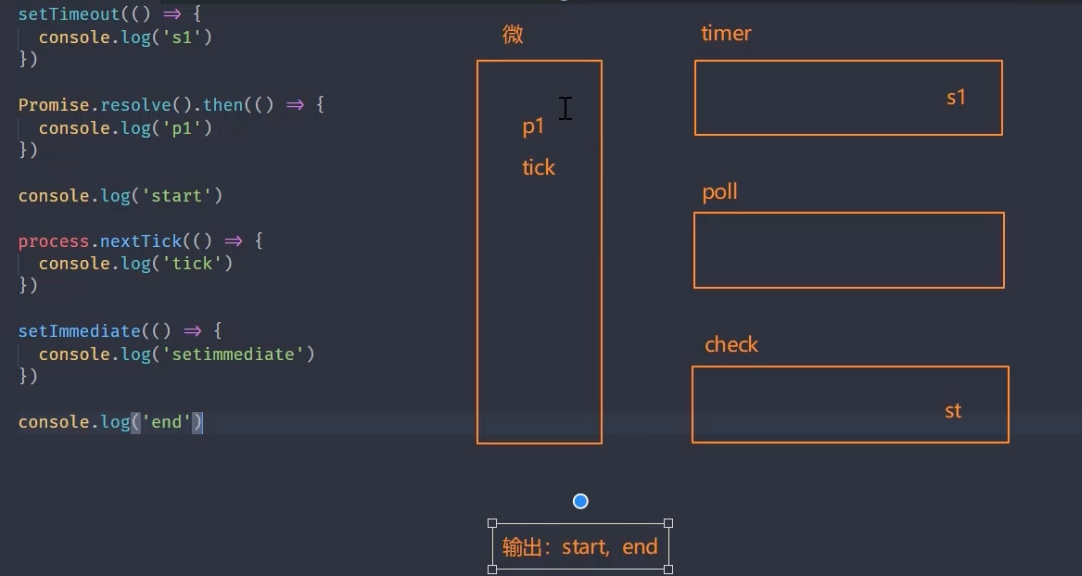 setTimeout(() => {
  console.log('s1')
})

Promise.resolve().then(() => {
  console.log('p1')
})

console.log('start')

process.nextTick(() => {
  console.log('tick')
})

setImmediate(() => {
  console.log('setimmediate')
})

console.log('end')
微
p1
tick
timer
s1
poll
check
st
输出：start，end